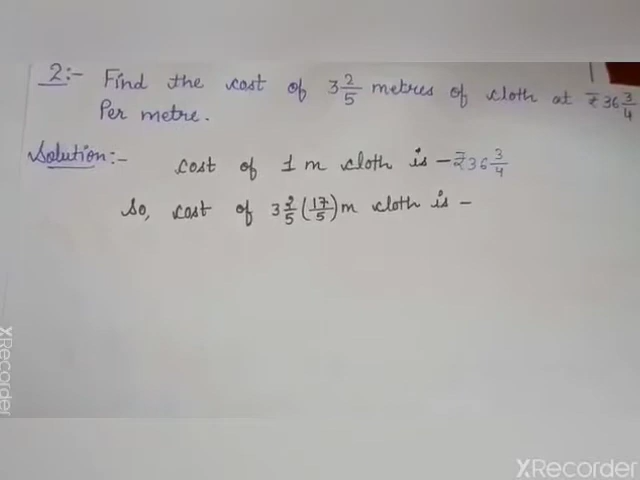 2:- Find the cost of 3 2/5 metres of cloth at ₹36 3/4
Per metre.
Solution:- cost of 1 m cloth is - ₹36 3/4
So, cost of 3 2/5 (17/5) m cloth is -
XRecorder
XRecorder